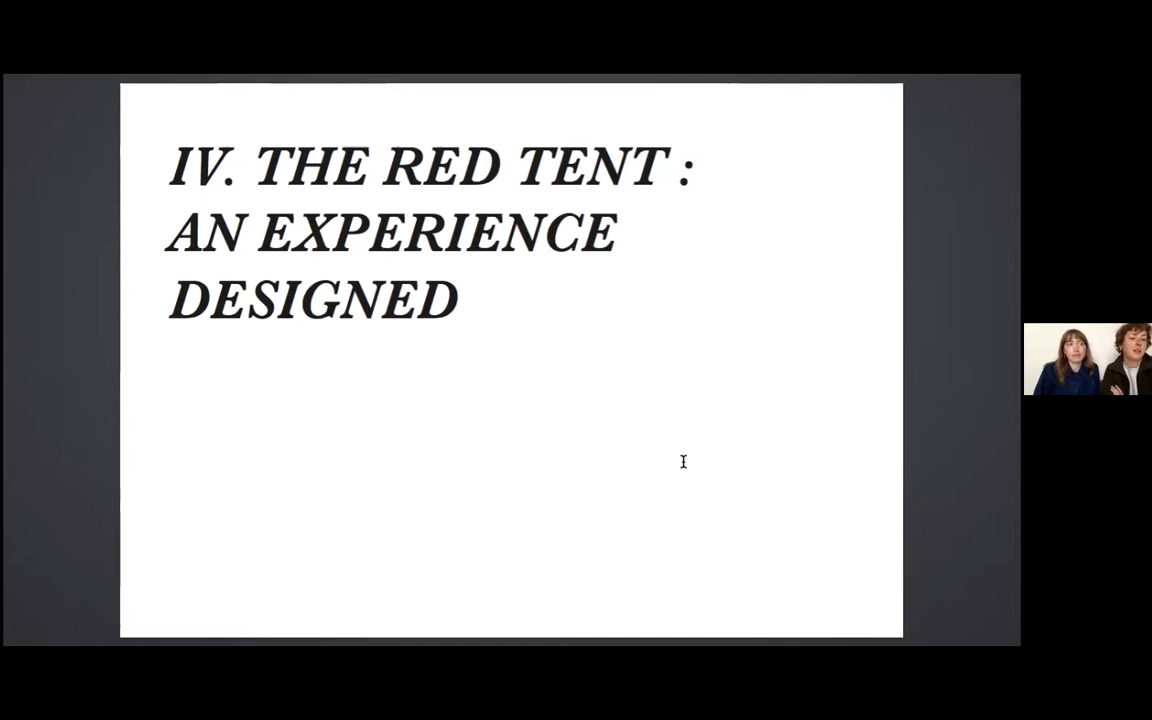 IV. THE RED TENT :
AN EXPERIENCE
DESIGNED